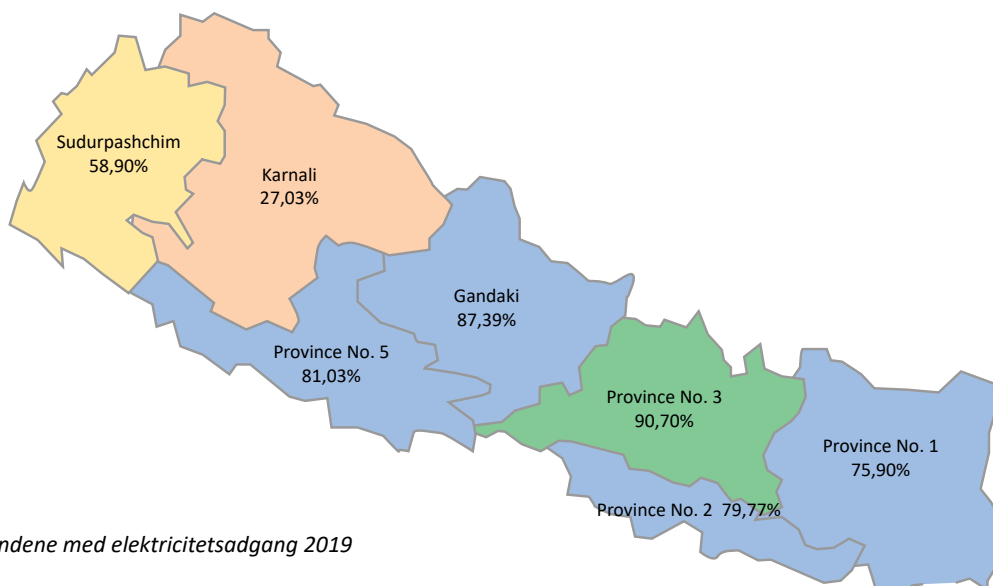 Sudurpashchim
58,90%
Karnali
27,03%
Gandaki
87,39%
Province No. 5
81,03%
Province No. 3
90,70%
Province No. 1
75,90%
Province No. 2 79,77%
ndene med elektricitetsadgang 2019